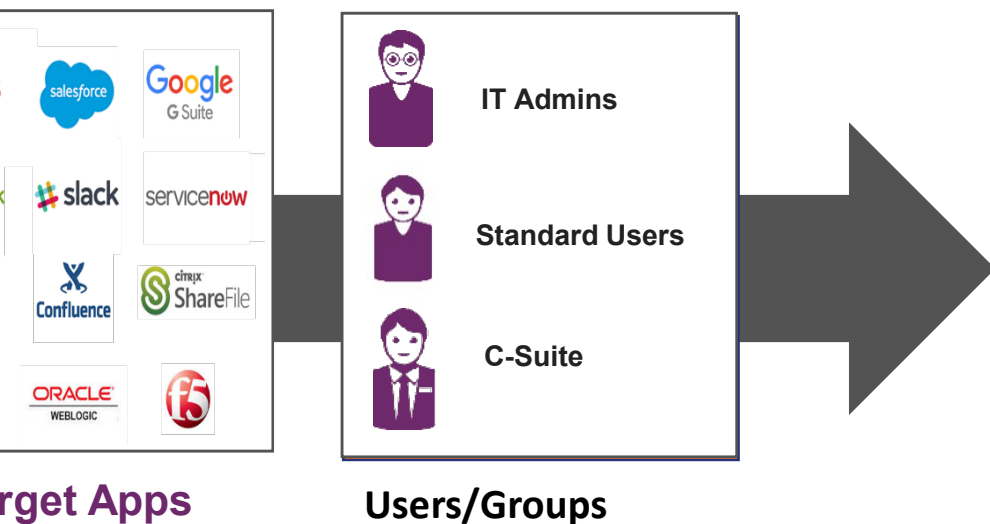 salesforce
Google
G Suite
slack
servicenow
Confluence
CITRIX
ShareFile
ORACLE
WEBLOGIC
f5
rget Apps
IT Admins
Standard Users
C-Suite
Users/Groups